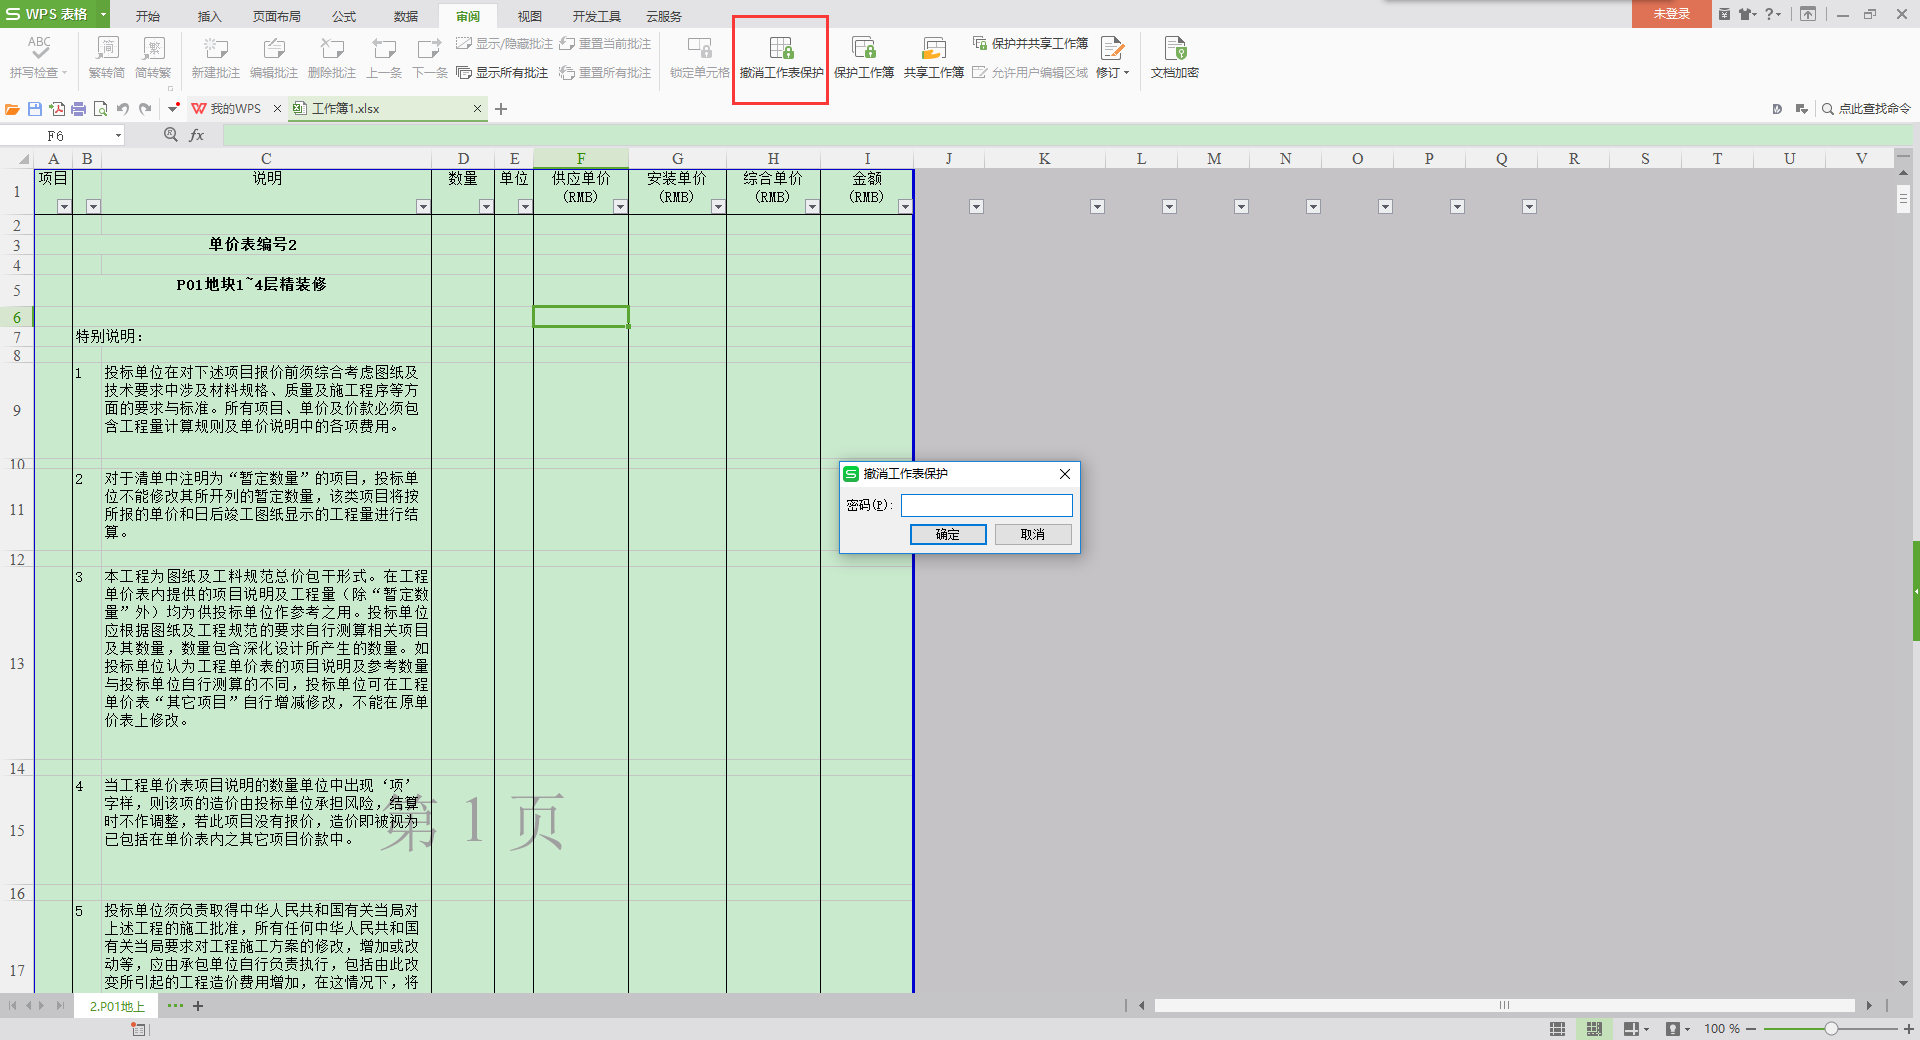 WPS 表格
开始 插入 页面布局 公式 数据 审阅 视图 开发工具 云服务
未登录
ABC
拼写检查 繁转简 简转繁 新建批注 编辑批注 删除批注 上一条 下一条
显示/隐藏批注 重置当前批注
显示所有批注 重置所有批注
锁定单元格 撤消工作表保护 保护工作簿 共享工作簿
保护并共享工作簿
允许用户编辑区域
修订 文档加密
我的WPS 工作簿1.xlsx
点此查找命令
F6 fx
A B C D E F G H I J K L M N O P Q R S T U V
1 项目 说明 数量 单位 供应单价 安装单价 综合单价 金额
(RMB) (RMB) (RMB) (RMB)
2
3 单价表编号2
4
5 P01地块1~4层精装修
6
7 特别说明：
8
9
1 投标单位在对下述项目报价前须综合考虑图纸及
技术要求中涉及材料规格、质量及施工程序等方
面的要求与标准。所有项目、单价及价款必须包
含工程量计算规则及单价说明中的各项费用。
10
11
2 对于清单中注明为“暂定数量”的项目，投标单
位不能修改其所开列的暂定数量，该类项目将按
所报的单价和日后竣工图纸显示的工程量进行结
算。
12
13
3 本工程为图纸及工料规范总价包干形式。在工程
单价表内提供的项目说明及工程量（除“暂定数
量”外）均为供投标单位作参考之用。投标单位
应根据图纸及工程规范的要求自行测算相关项目
及其数量，数量包含深化设计所产生的数量。如
投标单位认为工程单价表的项目说明及参考数量
与投标单位自行测算的不同，投标单位可在工程
单价表“其它项目”自行增减修改，不能在原单
价表上修改。
14
15
4 当工程单价表项目说明的数量单位中出现‘项’
字样，则该项的造价由投标单位承担风险，结算
时不作调整，若此项目没有报价，造价即被视为
已包括在单价表内之其它项目价款中。
第 1 页
16
17
5 投标单位须负责取得中华人民共和国有关当局对
上述工程的施工批准，所有任何中华人民共和国
有关当局要求对工程施工方案的修改，增加或改
动等，应由承包单位自行负责执行，包括由此改
变所引起的工程造价费用增加，在这情况下，将
撤消工作表保护
密码(P)：
确定 取消
2.P01地上
100 %